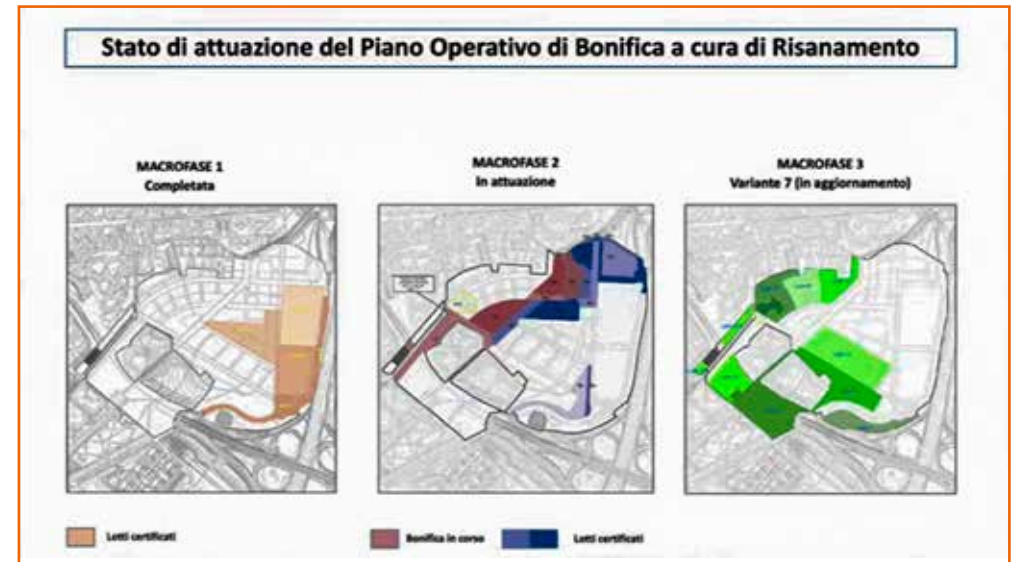 Stato di attuazione del Piano Operativo di Bonifica a cura di Risanamento
MACROFASE 1
Completata
MACROFASE 2
In attuazione
MACROFASE 3
Variante 7 (in aggiornamento)
Lotti certificati
Bonifica in corso
Lotti certificati